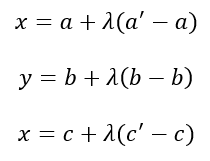 x = a + λ(a′ − a)
y = b + λ(b − b)
x = c + λ(c′ − c)